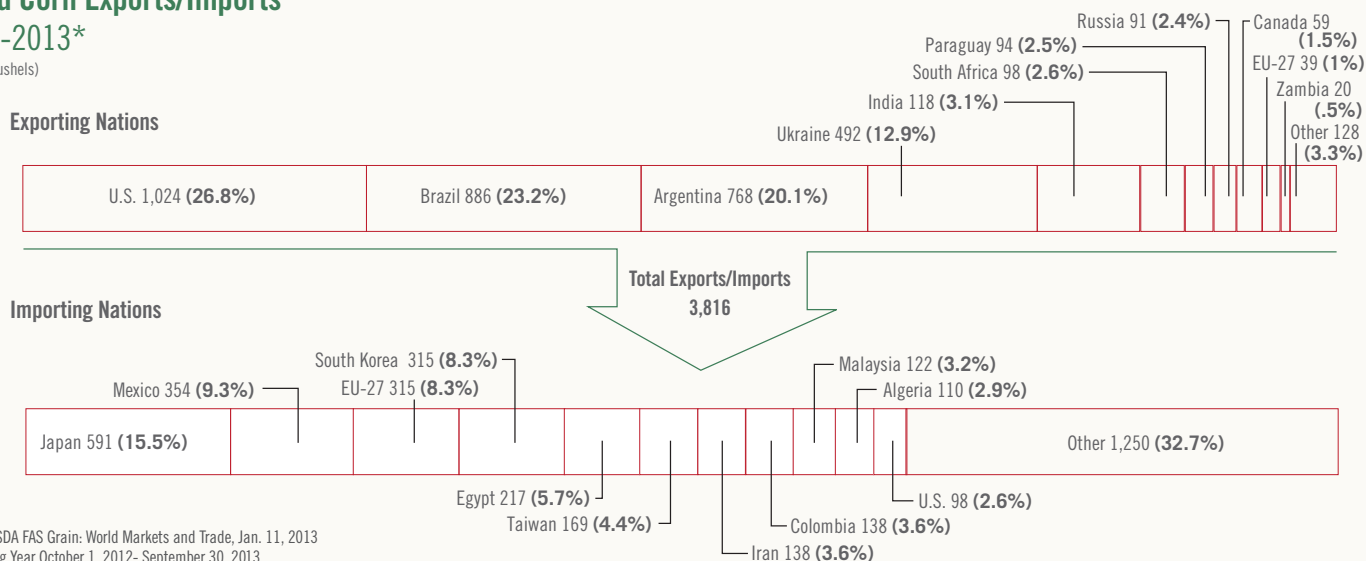 Corn Exports/Imports
-2013*
Exporting Nations
Russia 91 (2.4%)
Canada 59
(1.5%)
Paraguay 94 (2.5%)
EU-27 39 (1%)
South Africa 98 (2.6%)
Zambia 20
(.5%)
India 118 (3.1%)
Ukraine 492 (12.9%)
Other 128
(3.3%)
U.S. 1,024 (26.8%)
Brazil 886 (23.2%)
Argentina 768 (20.1%)
Total Exports/Imports
3,816
Importing Nations
South Korea 315 (8.3%)
Malaysia 122 (3.2%)
Mexico 354 (9.3%)
EU-27 315 (8.3%)
Algeria 110 (2.9%)
Japan 591 (15.5%)
Other 1,250 (32.7%)
Egypt 217 (5.7%)
U.S. 98 (2.6%)
Taiwan 169 (4.4%)
Colombia 138 (3.6%)
Iran 138 (3.6%)
FAS Grain: World Markets and Trade, Jan. 11, 2013
Year October 1, 2012- September 30, 2013